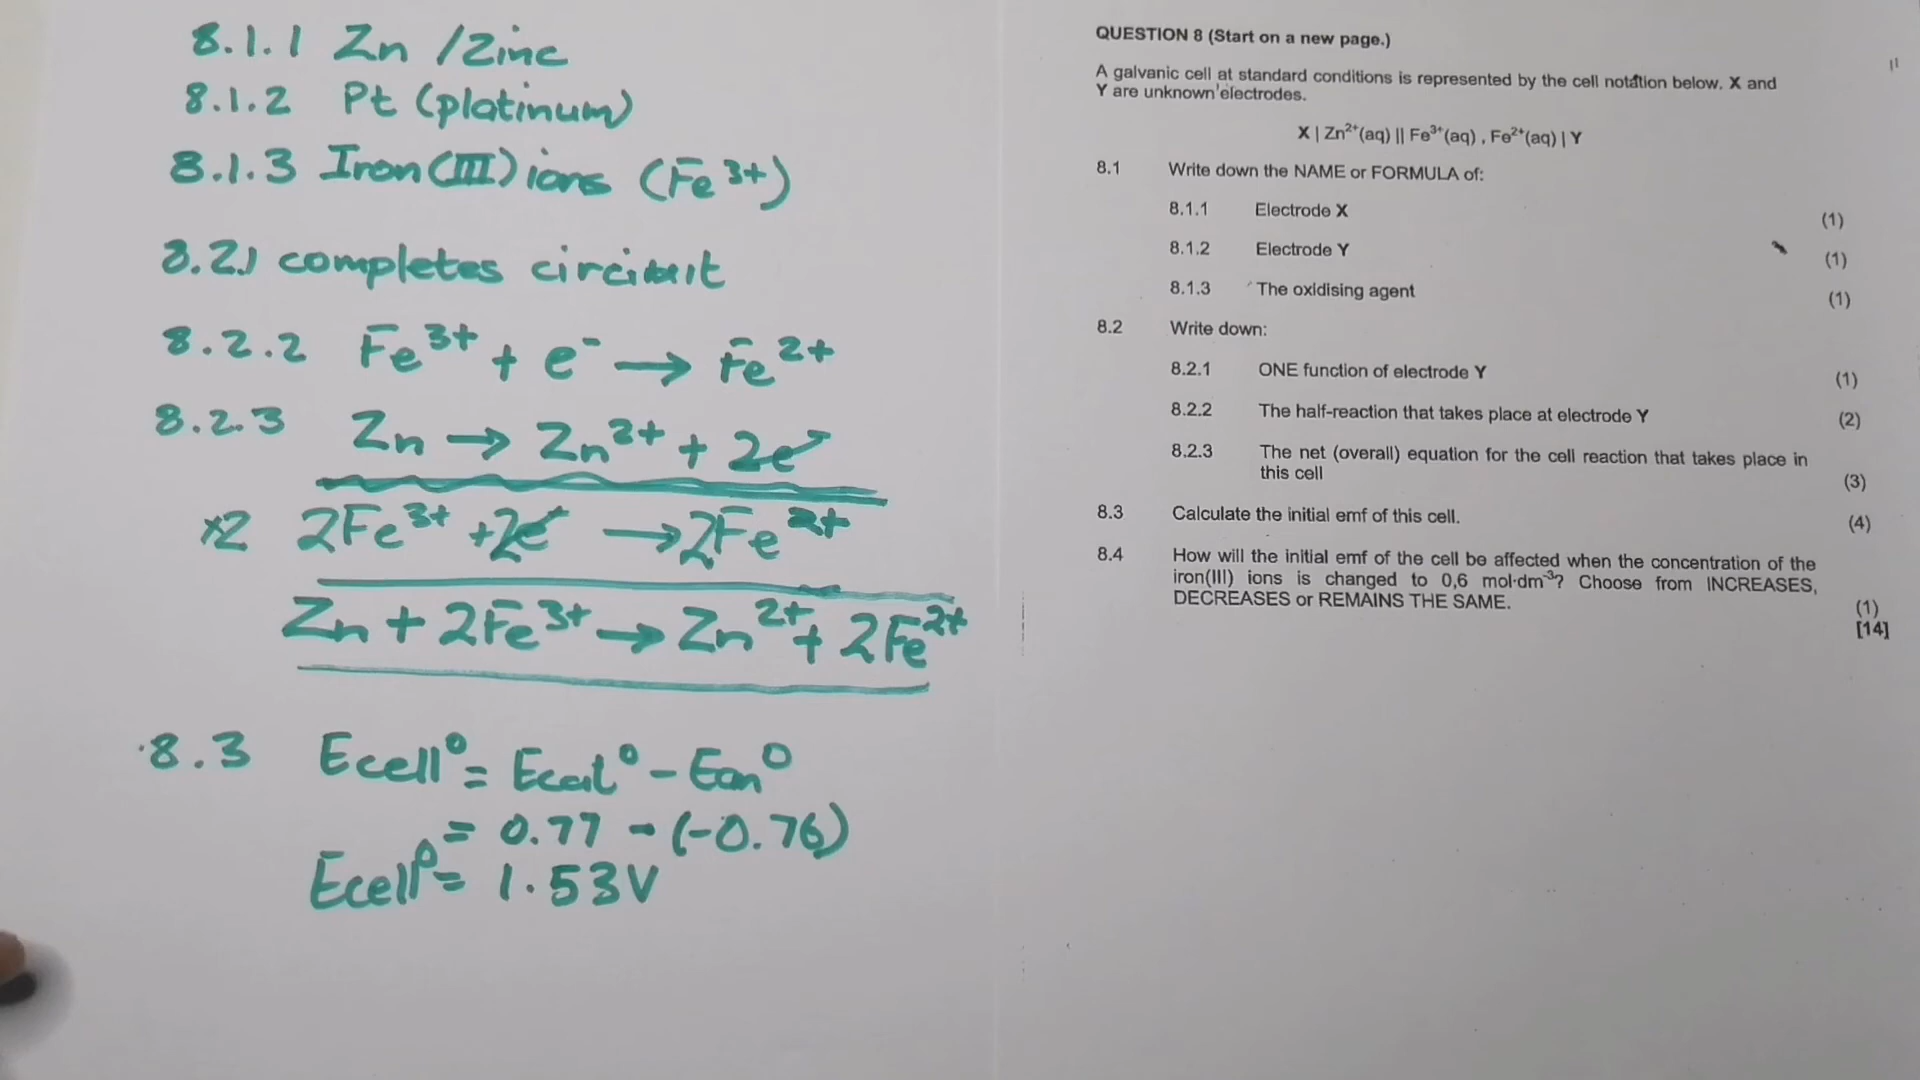 8.1.1 Zn /Zinc
8.1.2 Pt (platinum)
8.1.3 Iron(III) ions (Fe³⁺)
8.2.1 completes circuit
8.2.2 Fe³⁺ + e⁻ → Fe²⁺
8.2.3 Zn → Zn²⁺ + 2e⁻
×2 2Fe³⁺ + 2e⁻ → 2Fe²⁺
Zn + 2Fe³⁺ → Zn²⁺ + 2Fe²⁺
8.3 Ecell⁰ = Ecat⁰ - Ean⁰
= 0.77 - (-0.76)
Ecell⁰ = 1.53V
QUESTION 8 (Start on a new page.)
11
A galvanic cell at standard conditions is represented by the cell notation below. X and
Y are unknown electrodes.
X | Zn²⁺(aq) || Fe³⁺(aq) , Fe²⁺(aq) | Y
8.1 Write down the NAME or FORMULA of:
8.1.1 Electrode X (1)
8.1.2 Electrode Y (1)
8.1.3 The oxidising agent (1)
8.2 Write down:
8.2.1 ONE function of electrode Y (1)
8.2.2 The half-reaction that takes place at electrode Y (2)
8.2.3 The net (overall) equation for the cell reaction that takes place in
this cell (3)
8.3 Calculate the initial emf of this cell. (4)
8.4 How will the initial emf of the cell be affected when the concentration of the
iron(III) ions is changed to 0,6 mol·dm⁻³? Choose from INCREASES,
DECREASES or REMAINS THE SAME. (1)
[14]